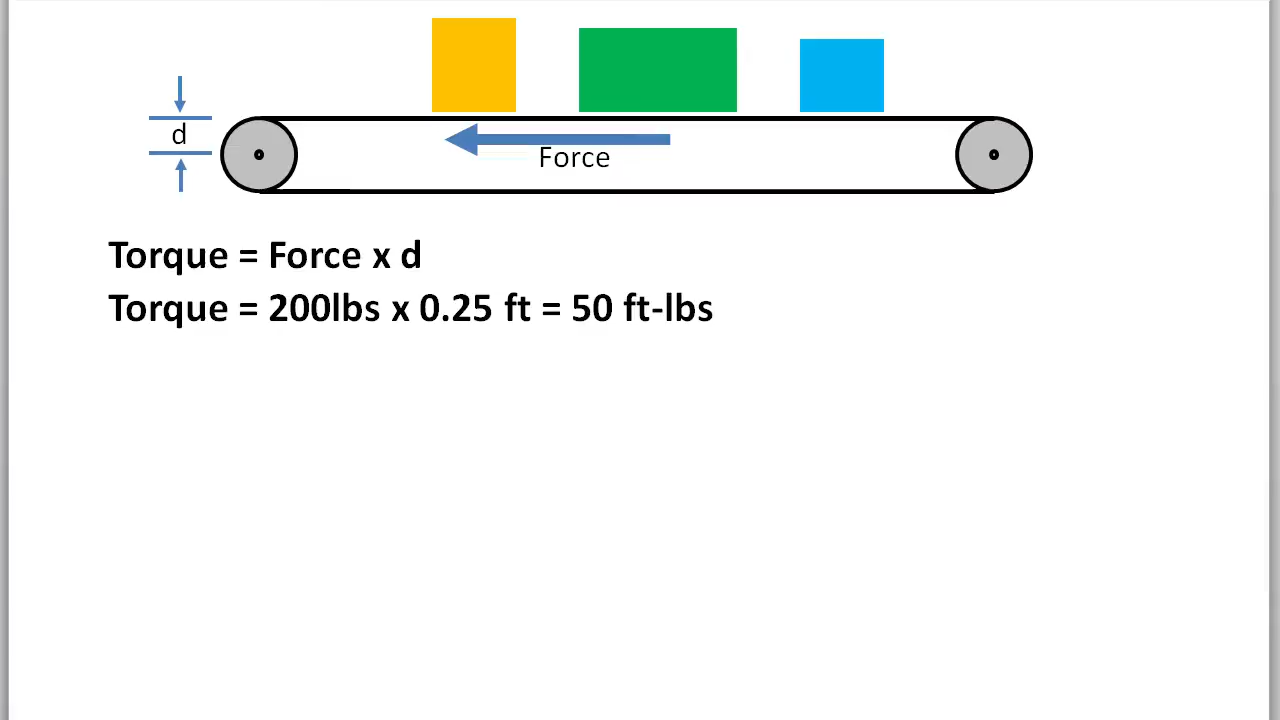 d
Force
Torque = Force x d
Torque = 200lbs x 0.25 ft = 50 ft-lbs